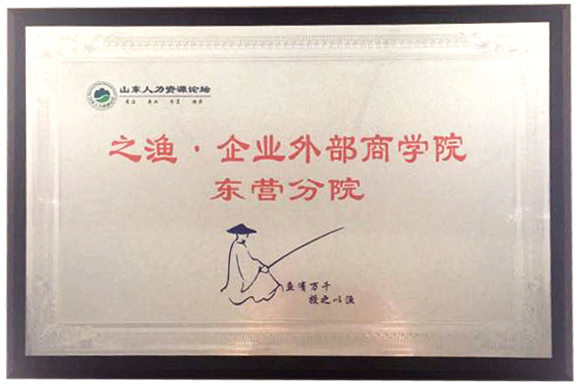 山东人力资源论坛
之渔·企业外部商学院
东营分院
鱼有万千
授之以渔